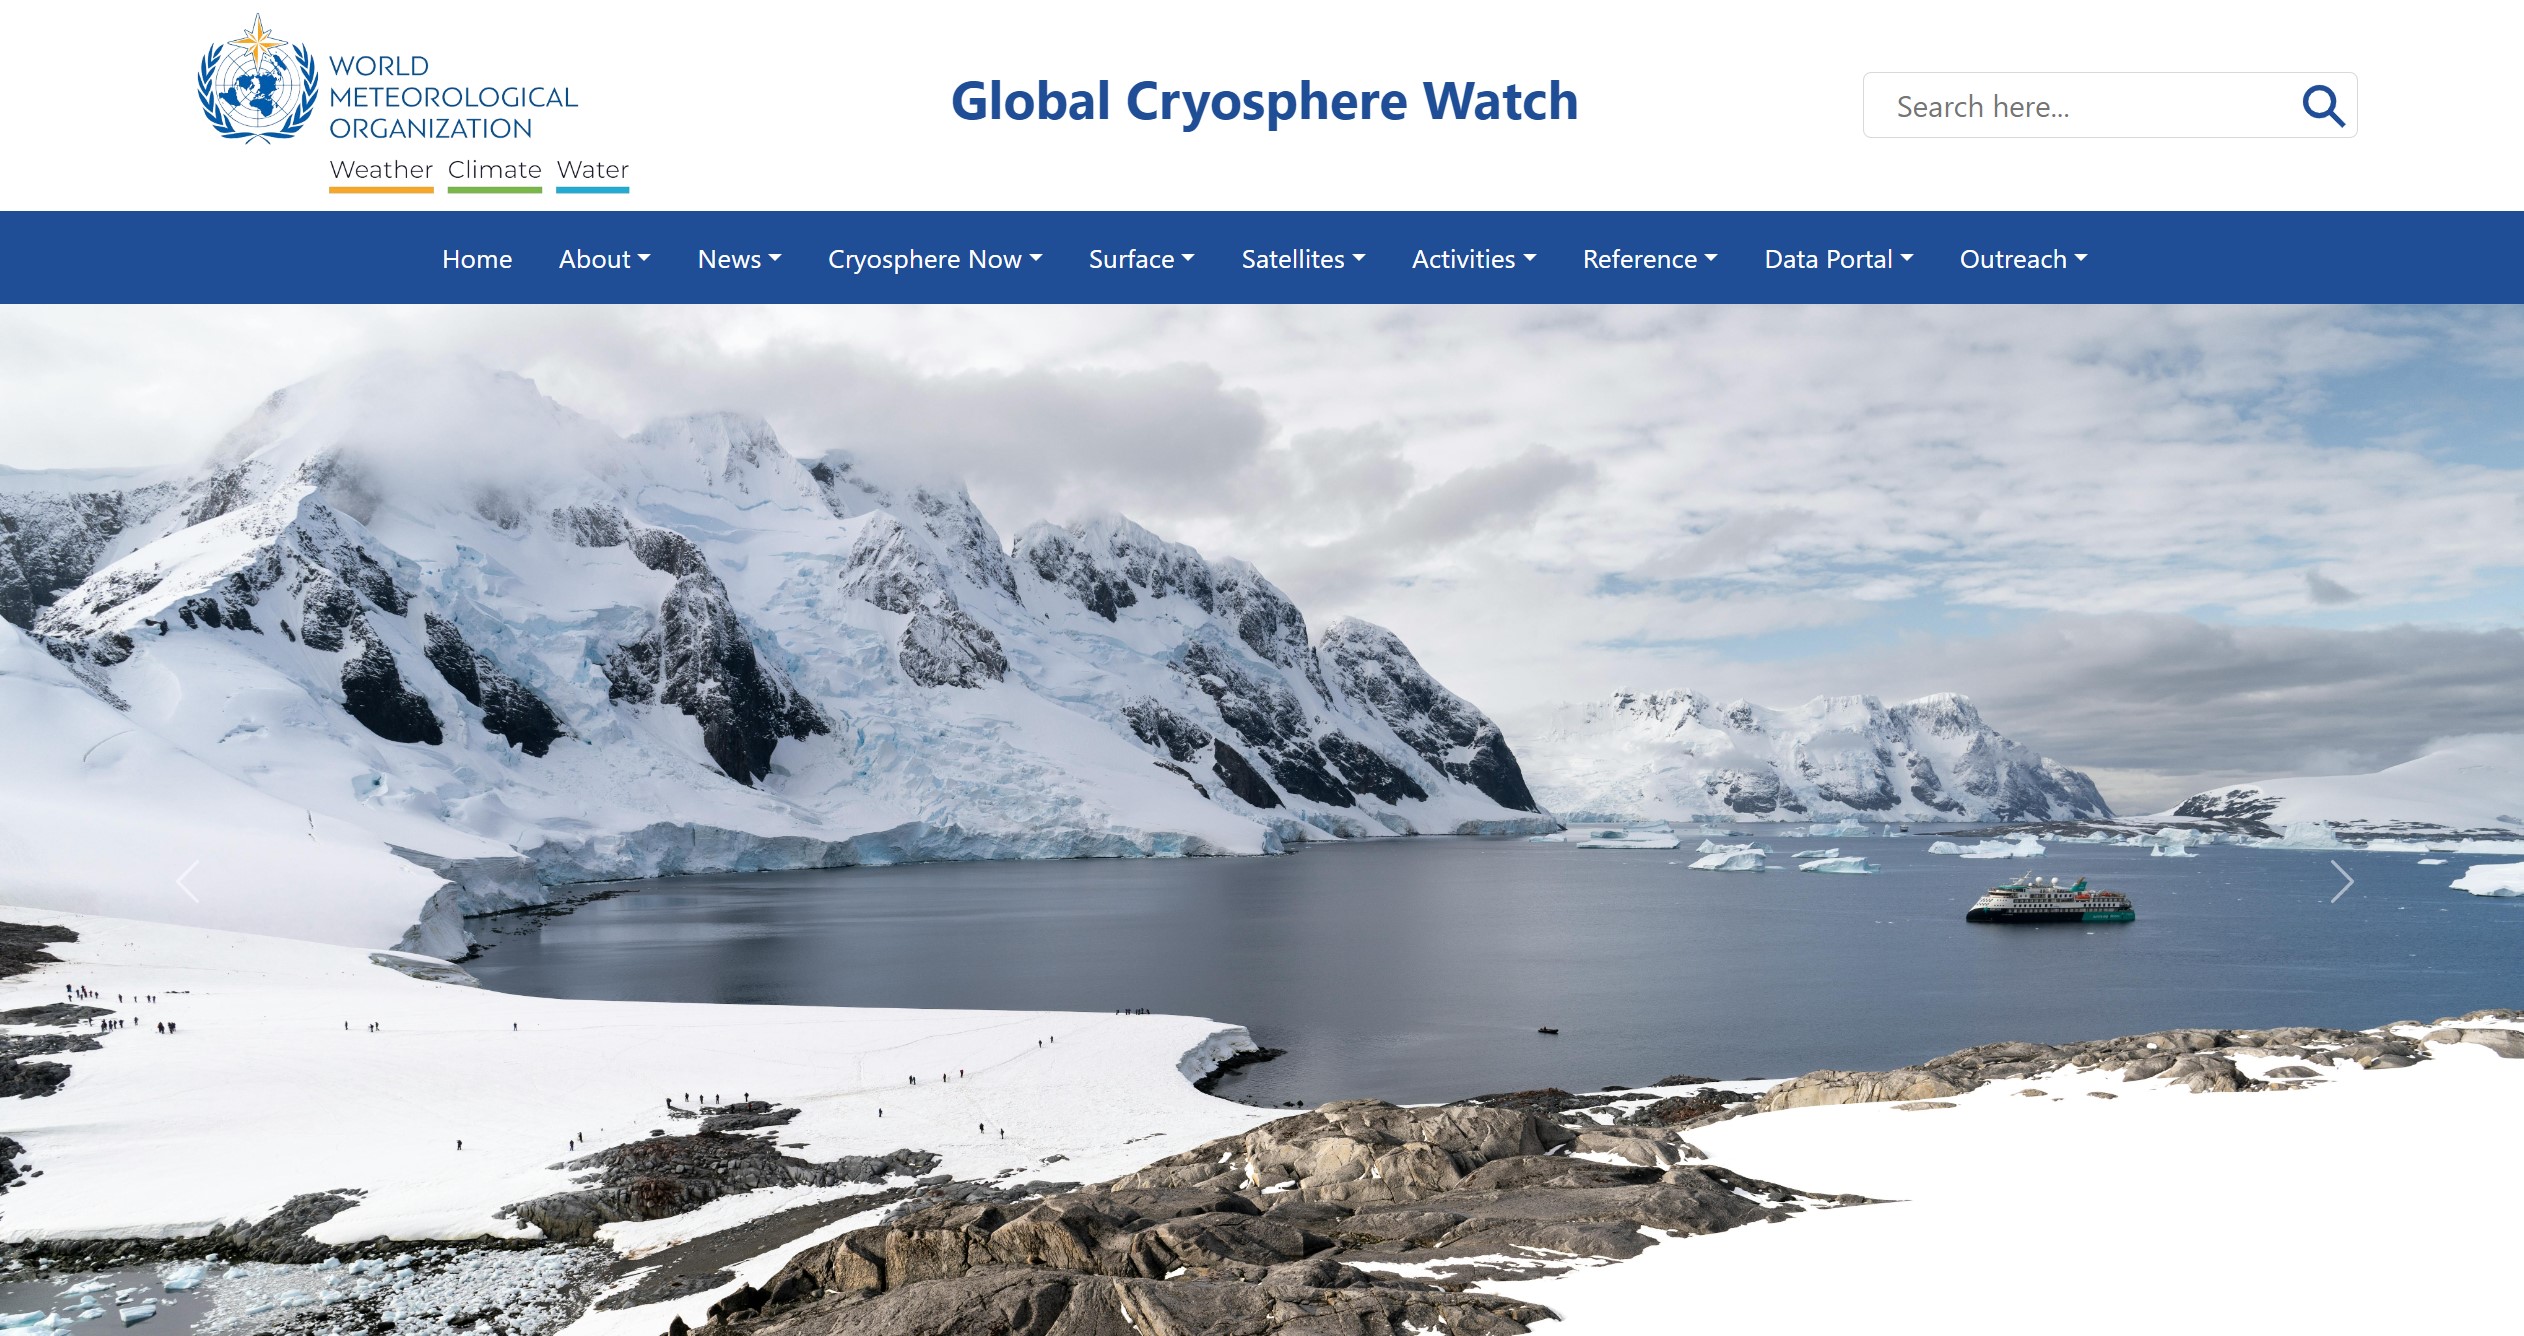 WORLD
METEOROLOGICAL
ORGANIZATION
Weather Climate Water
Global Cryosphere Watch
Search here...
Home About News Cryosphere Now Surface Satellites Activities Reference Data Portal Outreach